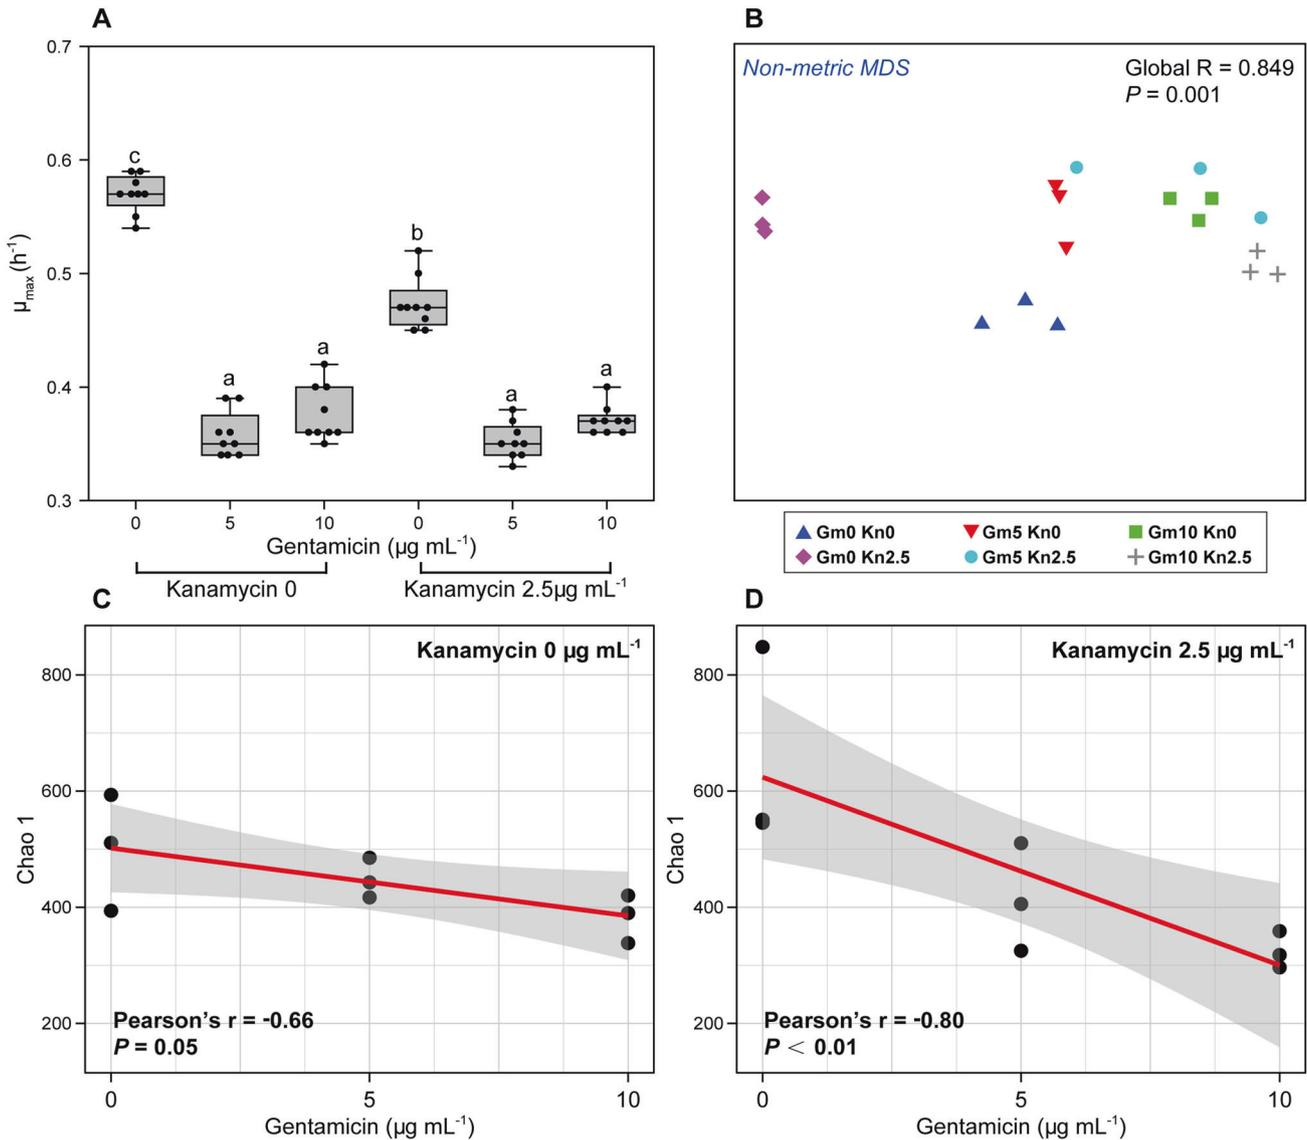 A
0.7
0.6
0.5
0.4
0.3
μmax (h-1)
c
a
a
b
a
a
0 5 10 0 5 10
Gentamicin (μg mL-1)
Kanamycin 0 Kanamycin 2.5μg mL-1
B
Non-metric MDS
Global R = 0.849
P = 0.001
Gm0 Kn0 Gm5 Kn0 Gm10 Kn0
Gm0 Kn2.5 Gm5 Kn2.5 Gm10 Kn2.5
C
Kanamycin 0 μg mL-1
800
600
400
200
Chao 1
Pearson's r = -0.66
P = 0.05
0 5 10
Gentamicin (μg mL-1)
D
Kanamycin 2.5 μg mL-1
800
600
400
200
Chao 1
Pearson's r = -0.80
P < 0.01
0 5 10
Gentamicin (μg mL-1)